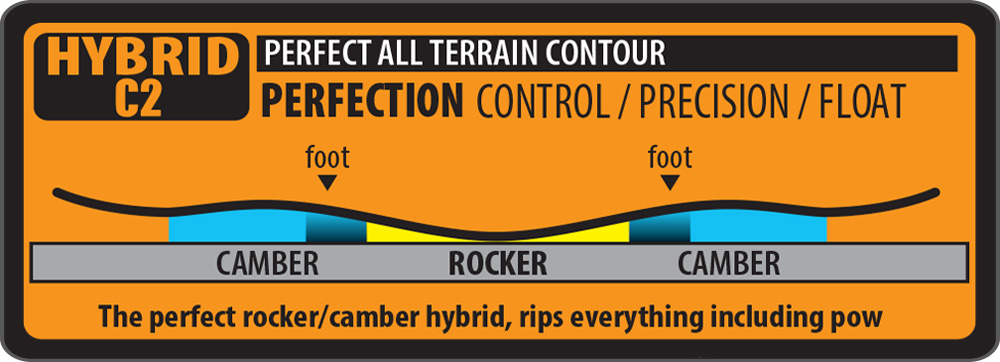 HYBRID
C2
PERFECT ALL TERRAIN CONTOUR
PERFECTION CONTROL / PRECISION / FLOAT
foot
foot
CAMBER ROCKER CAMBER
The perfect rocker/camber hybrid, rips everything including pow